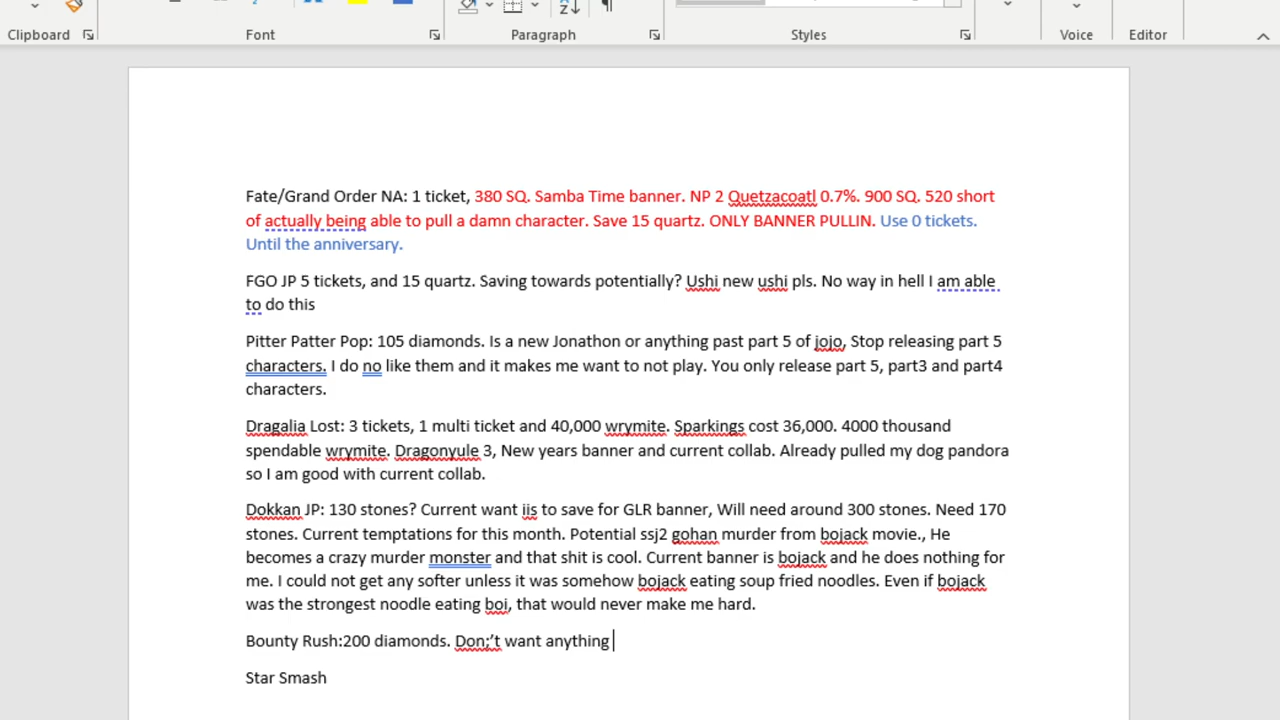 Clipboard
Font
Paragraph
Styles
Voice
Editor
Fate/Grand Order NA: 1 ticket, 380 SQ. Samba Time banner. NP 2 Quetzacoatl 0.7%. 900 SQ. 520 short
of actually being able to pull a damn character. Save 15 quartz. ONLY BANNER PULLIN. Use 0 tickets.
Until the anniversary.
FGO JP 5 tickets, and 15 quartz. Saving towards potentially? Ushi new ushi pls. No way in hell I am able
to do this
Pitter Patter Pop: 105 diamonds. Is a new Jonathon or anything past part 5 of jojo, Stop releasing part 5
characters. I do no like them and it makes me want to not play. You only release part 5, part3 and part4
characters.
Dragalia Lost: 3 tickets, 1 multi ticket and 40,000 wrymite. Sparkings cost 36,000. 4000 thousand
spendable wrymite. Dragonyule 3, New years banner and current collab. Already pulled my dog pandora
so I am good with current collab.
Dokkan JP: 130 stones? Current want iis to save for GLR banner, Will need around 300 stones. Need 170
stones. Current temptations for this month. Potential ssj2 gohan murder from bojack movie., He
becomes a crazy murder monster and that shit is cool. Current banner is bojack and he does nothing for
me. I could not get any softer unless it was somehow bojack eating soup fried noodles. Even if bojack
was the strongest noodle eating boi, that would never make me hard.
Bounty Rush:200 diamonds. Don;’t want anything
Star Smash